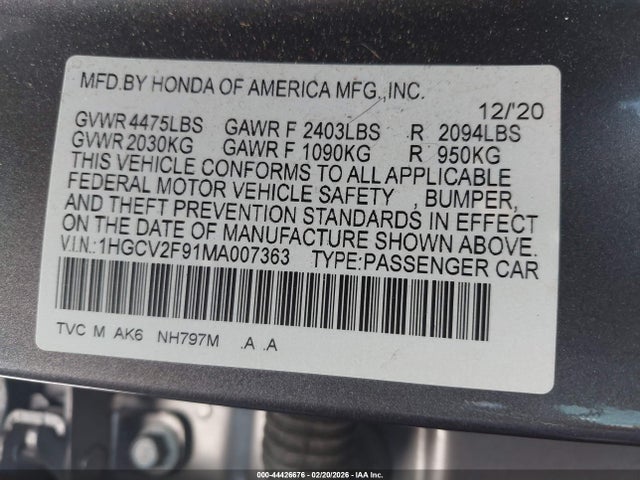 MFD.BY HONDA OF AMERICA MFG.,INC.
12/'20
GVWR 4475LBS GAWR F 2403LBS R 2094LBS
GVWR 2030KG GAWR F 1090KG R 950KG
THIS VEHICLE CONFORMS TO ALL APPLICABLE
FEDERAL MOTOR VEHICLE SAFETY , BUMPER,
AND THEFT PREVENTION STANDARDS IN EFFECT
ON THE DATE OF MANUFACTURE SHOWN ABOVE.
V.I.N.:1HGCV2F91MA007363 TYPE:PASSENGER CAR
TVC M AK6 NH797M .A .A
000-44426676 - 02/20/2026 - IAA Inc.